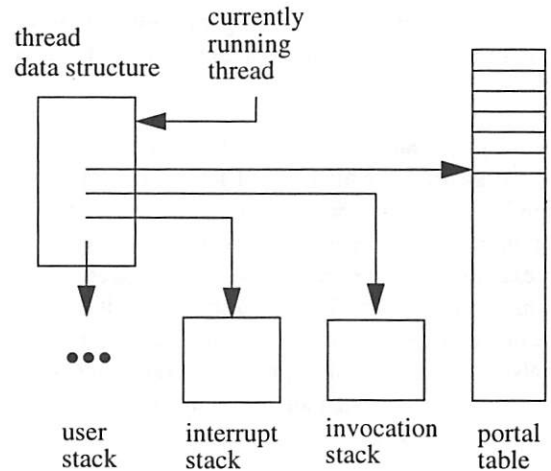 thread
data structure
currently
running
thread
user
stack
interrupt
stack
invocation
stack
portal
table